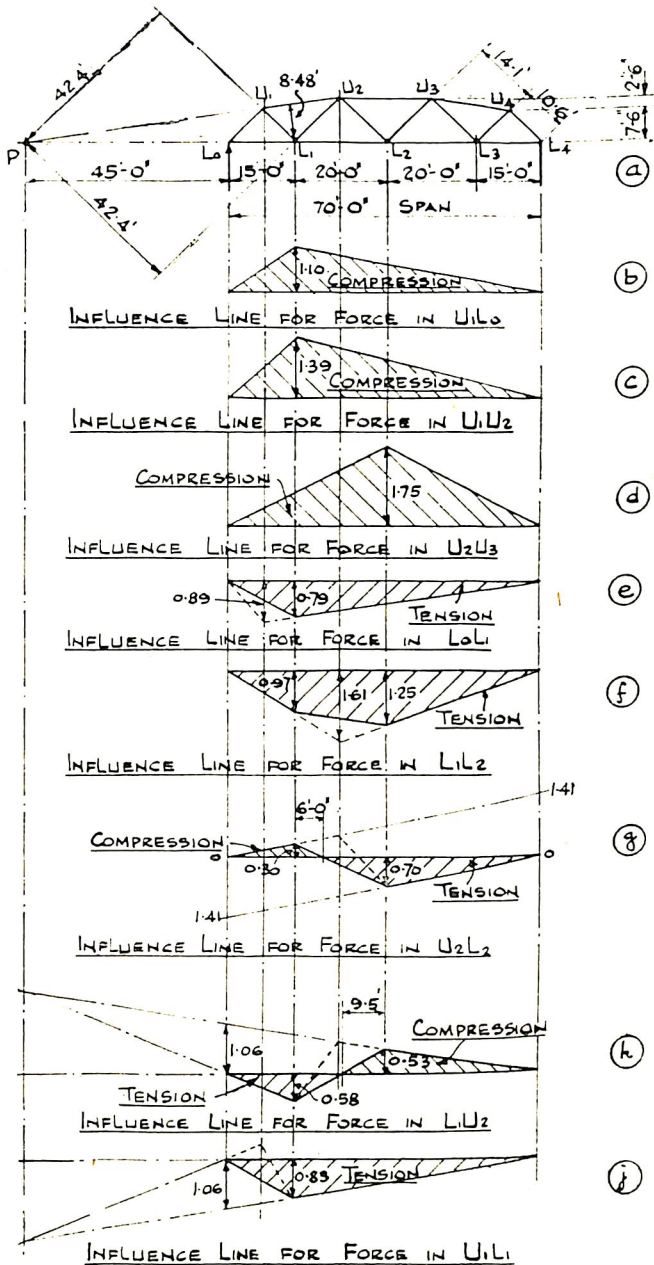 42.4'
U₁
8.48'
U₂
U₃
14.1'
10.6'
U₄
2'-6"
7'-6"
P
L₀
L₁
L₂
L₃
L₄
45'-0"
15'-0"
20'-0"
20'-0"
15'-0"
a
42.4'
70'-0" SPAN
1.10
COMPRESSION
b
INFLUENCE LINE FOR FORCE IN U₁L₀
1.39
COMPRESSION
c
INFLUENCE LINE FOR FORCE IN U₁U₂
COMPRESSION
1.75
d
INFLUENCE LINE FOR FORCE IN U₂U₃
0.89
0.79
TENSION
e
INFLUENCE LINE FOR FORCE IN L₀L₁
0.97
1.61
1.25
TENSION
f
INFLUENCE LINE FOR FORCE IN L₁L₂
6'-0"
1.41
COMPRESSION
g
0
0.30
0.70
0
TENSION
1.41
INFLUENCE LINE FOR FORCE IN U₂L₂
9.5'
COMPRESSION
1.06
0.53
h
TENSION
0.58
INFLUENCE LINE FOR FORCE IN L₁U₂
1.06
0.83
TENSION
j
INFLUENCE LINE FOR FORCE IN U₁L₁